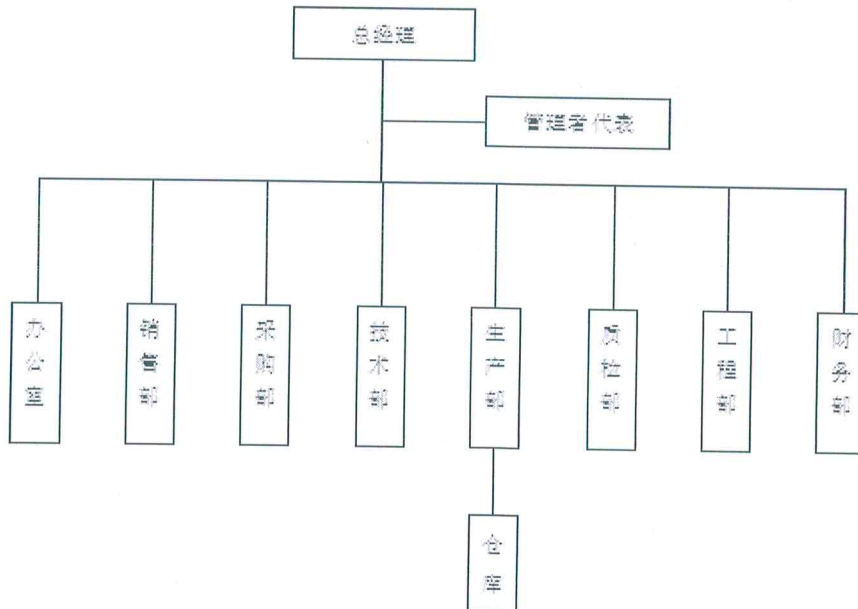 总经理
管理者代表
办公室
销售部
采购部
技术部
生产部
质检部
工程部
财务部
仓库